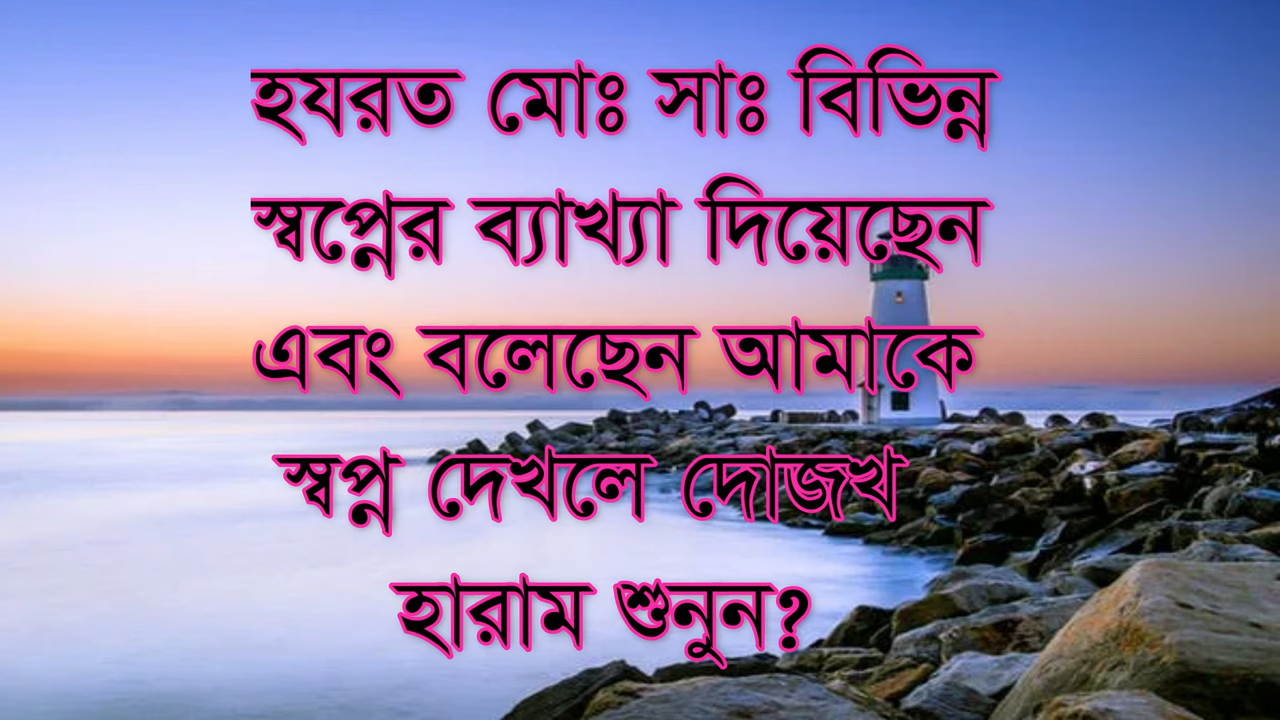 হযরত মোঃ সাঃ বিভিন্ন
স্বপ্নের ব্যাখ্যা দিয়েছেন
এবং বলেছেন আমাকে
স্বপ্ন দেখলে দোজখ
হারাম শুনুন?